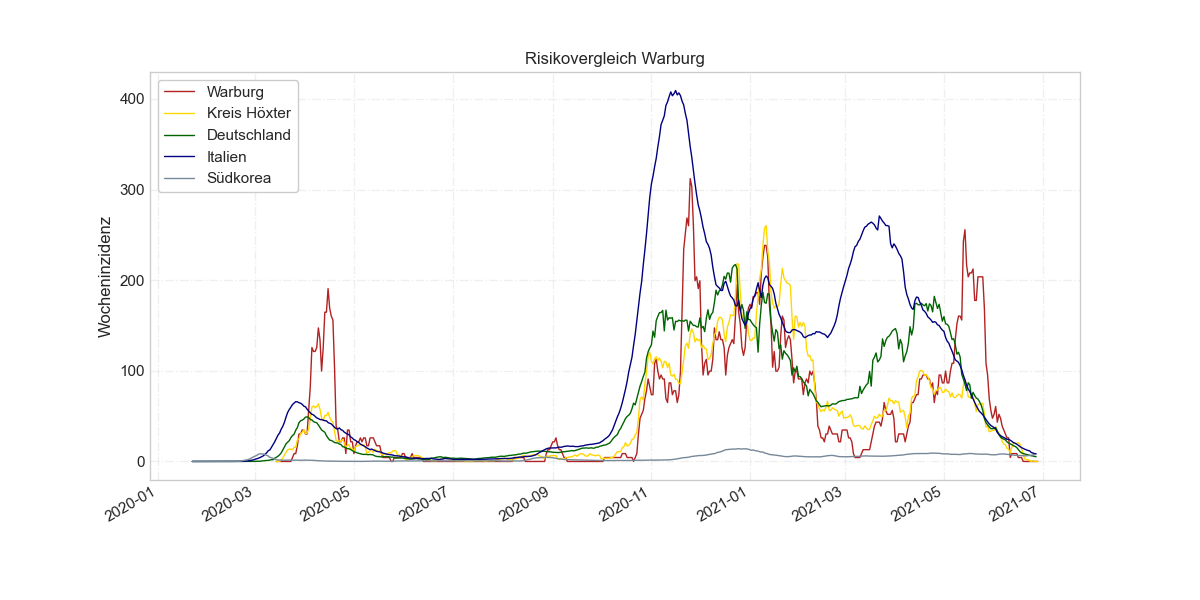 Risikovergleich Warburg
Warburg
Kreis Höxter
Deutschland
Italien
Südkorea
Wocheninzidenz
400
300
200
100
0
2020-01
2020-03
2020-05
2020-07
2020-09
2020-11
2021-01
2021-03
2021-05
2021-07